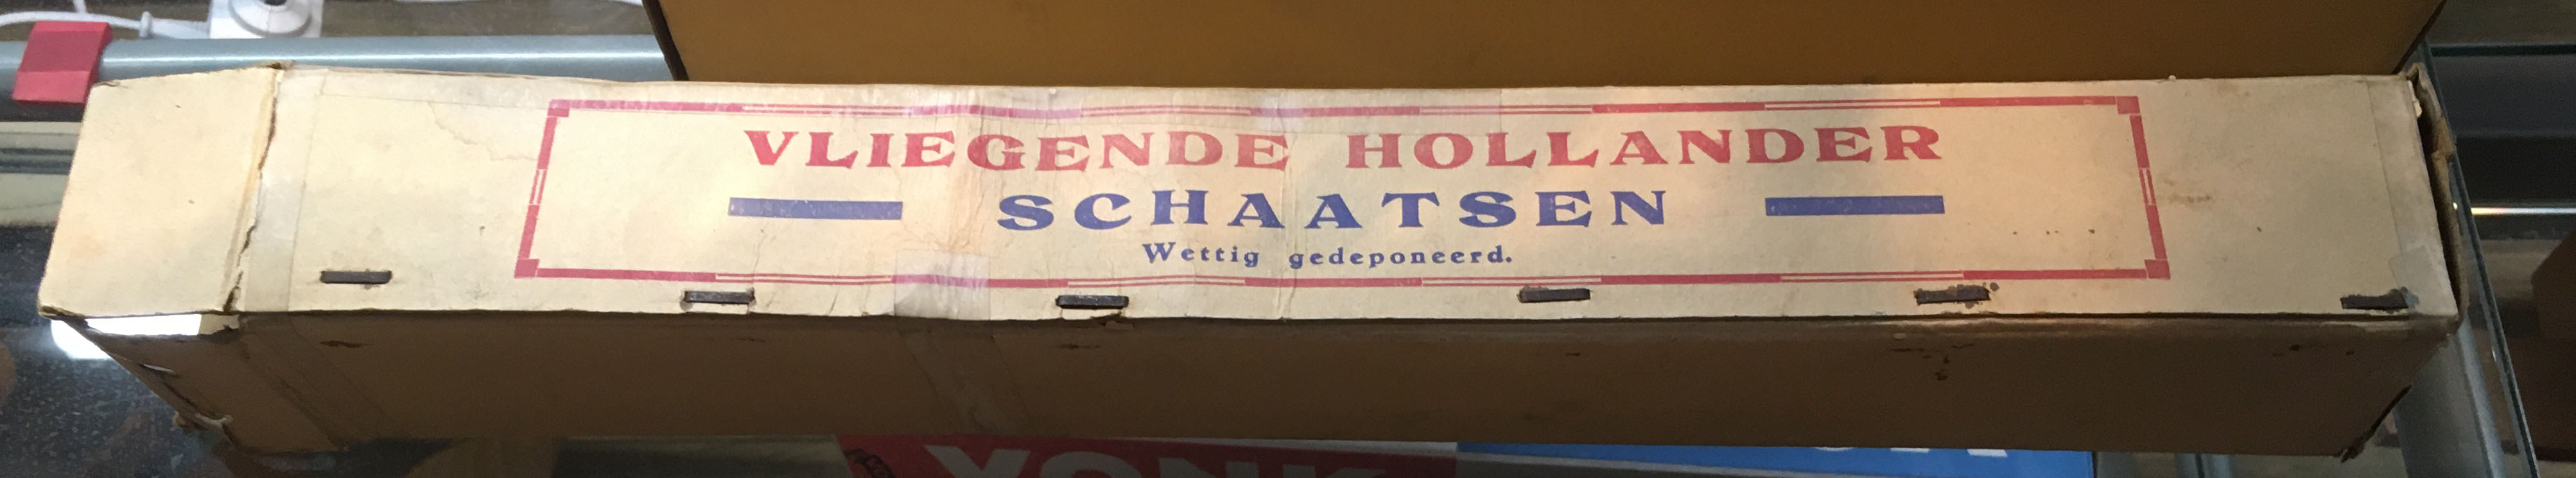 VLIEGENDE HOLLANDER
SCHAATSEN
Wettig gedeponeerd.